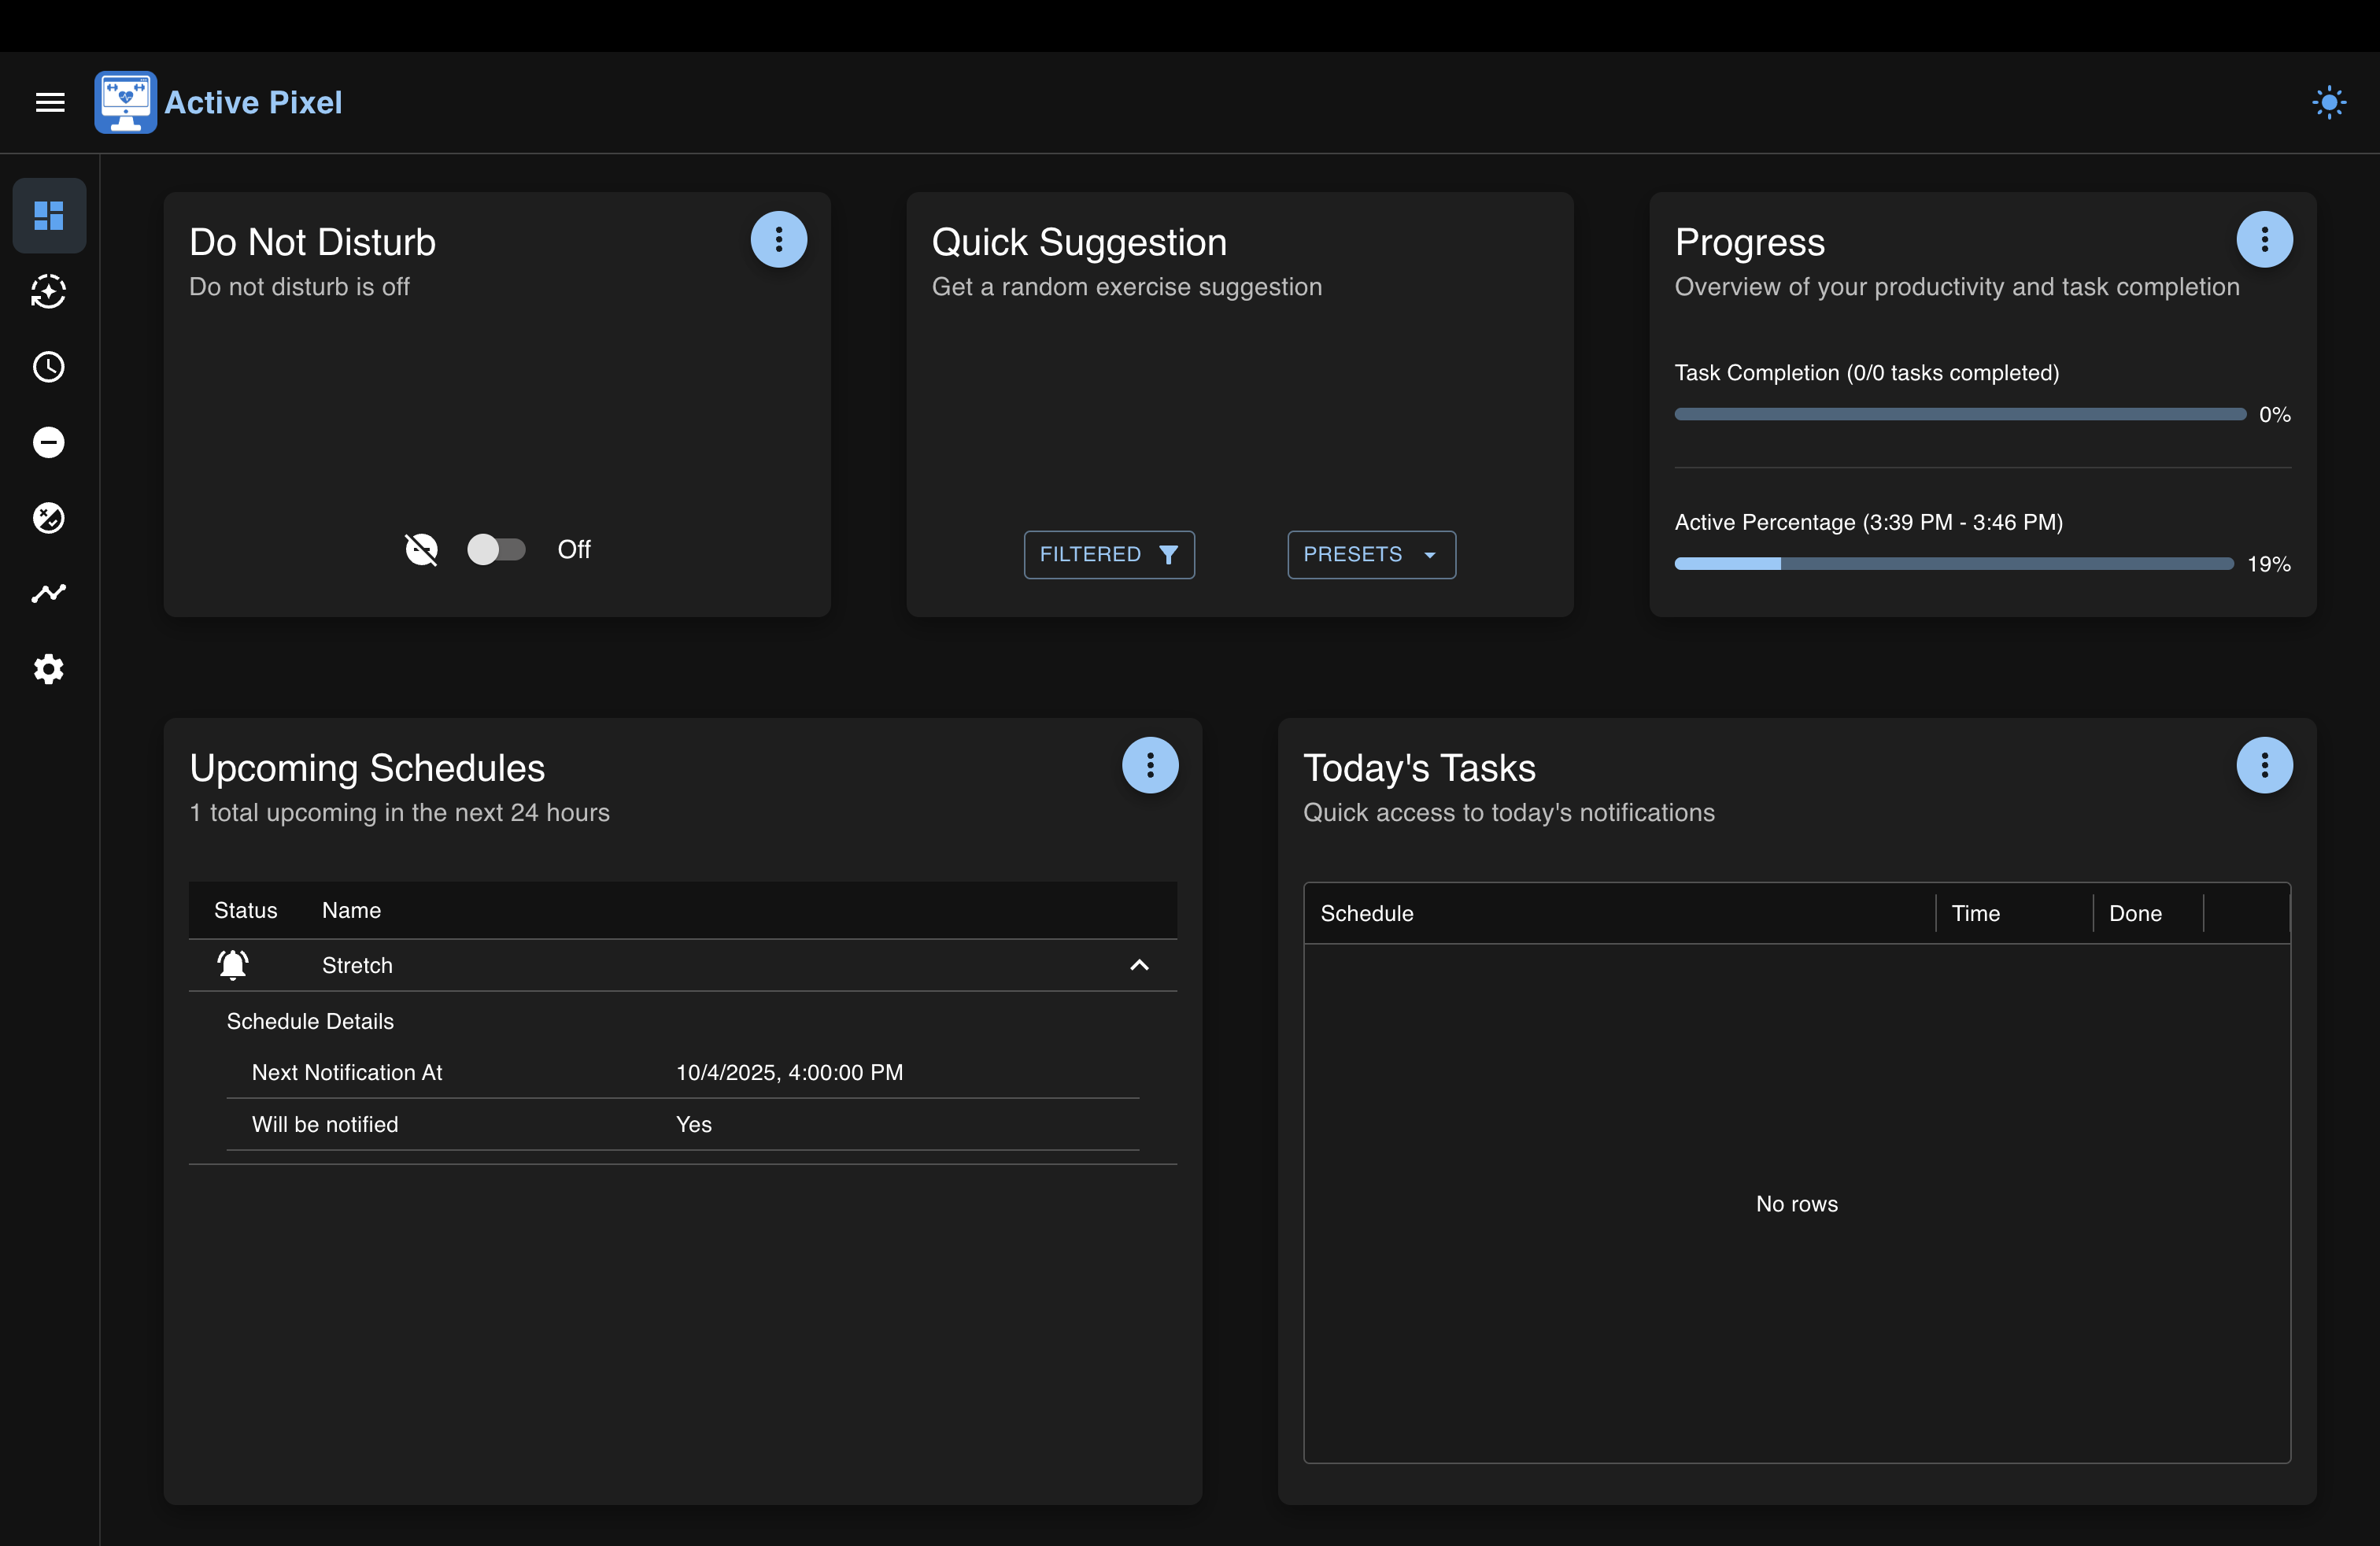 Active Pixel
Do Not Disturb
Do not disturb is off
Off
Quick Suggestion
Get a random exercise suggestion
FILTERED
PRESETS
Progress
Overview of your productivity and task completion
Task Completion (0/0 tasks completed)
0%
Active Percentage (3:39 PM - 3:46 PM)
19%
Upcoming Schedules
1 total upcoming in the next 24 hours
Status Name
Stretch
Schedule Details
Next Notification At 10/4/2025, 4:00:00 PM
Will be notified Yes
Today's Tasks
Quick access to today's notifications
Schedule Time Done
No rows